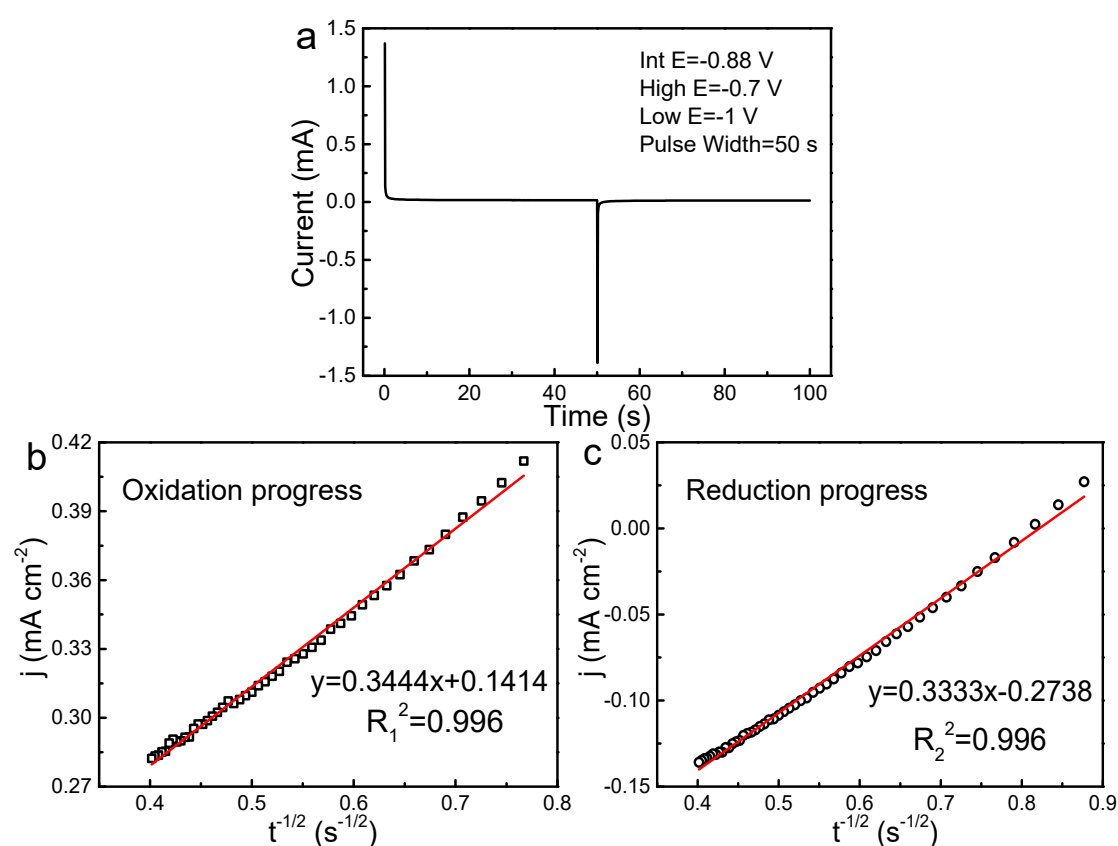 a
Int E=-0.88 V
High E=-0.7 V
Low E=-1 V
Pulse Width=50 s
Current (mA)
1.5
1.0
0.5
0.0
-0.5
-1.0
-1.5
0 20 40 60 80 100
Time (s)
b
Oxidation progress
j (mA cm⁻²)
0.42
0.39
0.36
0.33
0.30
0.27
y=0.3444x+0.1414
R₁²=0.996
0.4 0.5 0.6 0.7 0.8
t⁻¹/² (s⁻¹/²)
c
Reduction progress
j (mA cm⁻²)
0.05
0.00
-0.05
-0.10
-0.15
y=0.3333x-0.2738
R₂²=0.996
0.4 0.5 0.6 0.7 0.8 0.9
t⁻¹/² (s⁻¹/²)